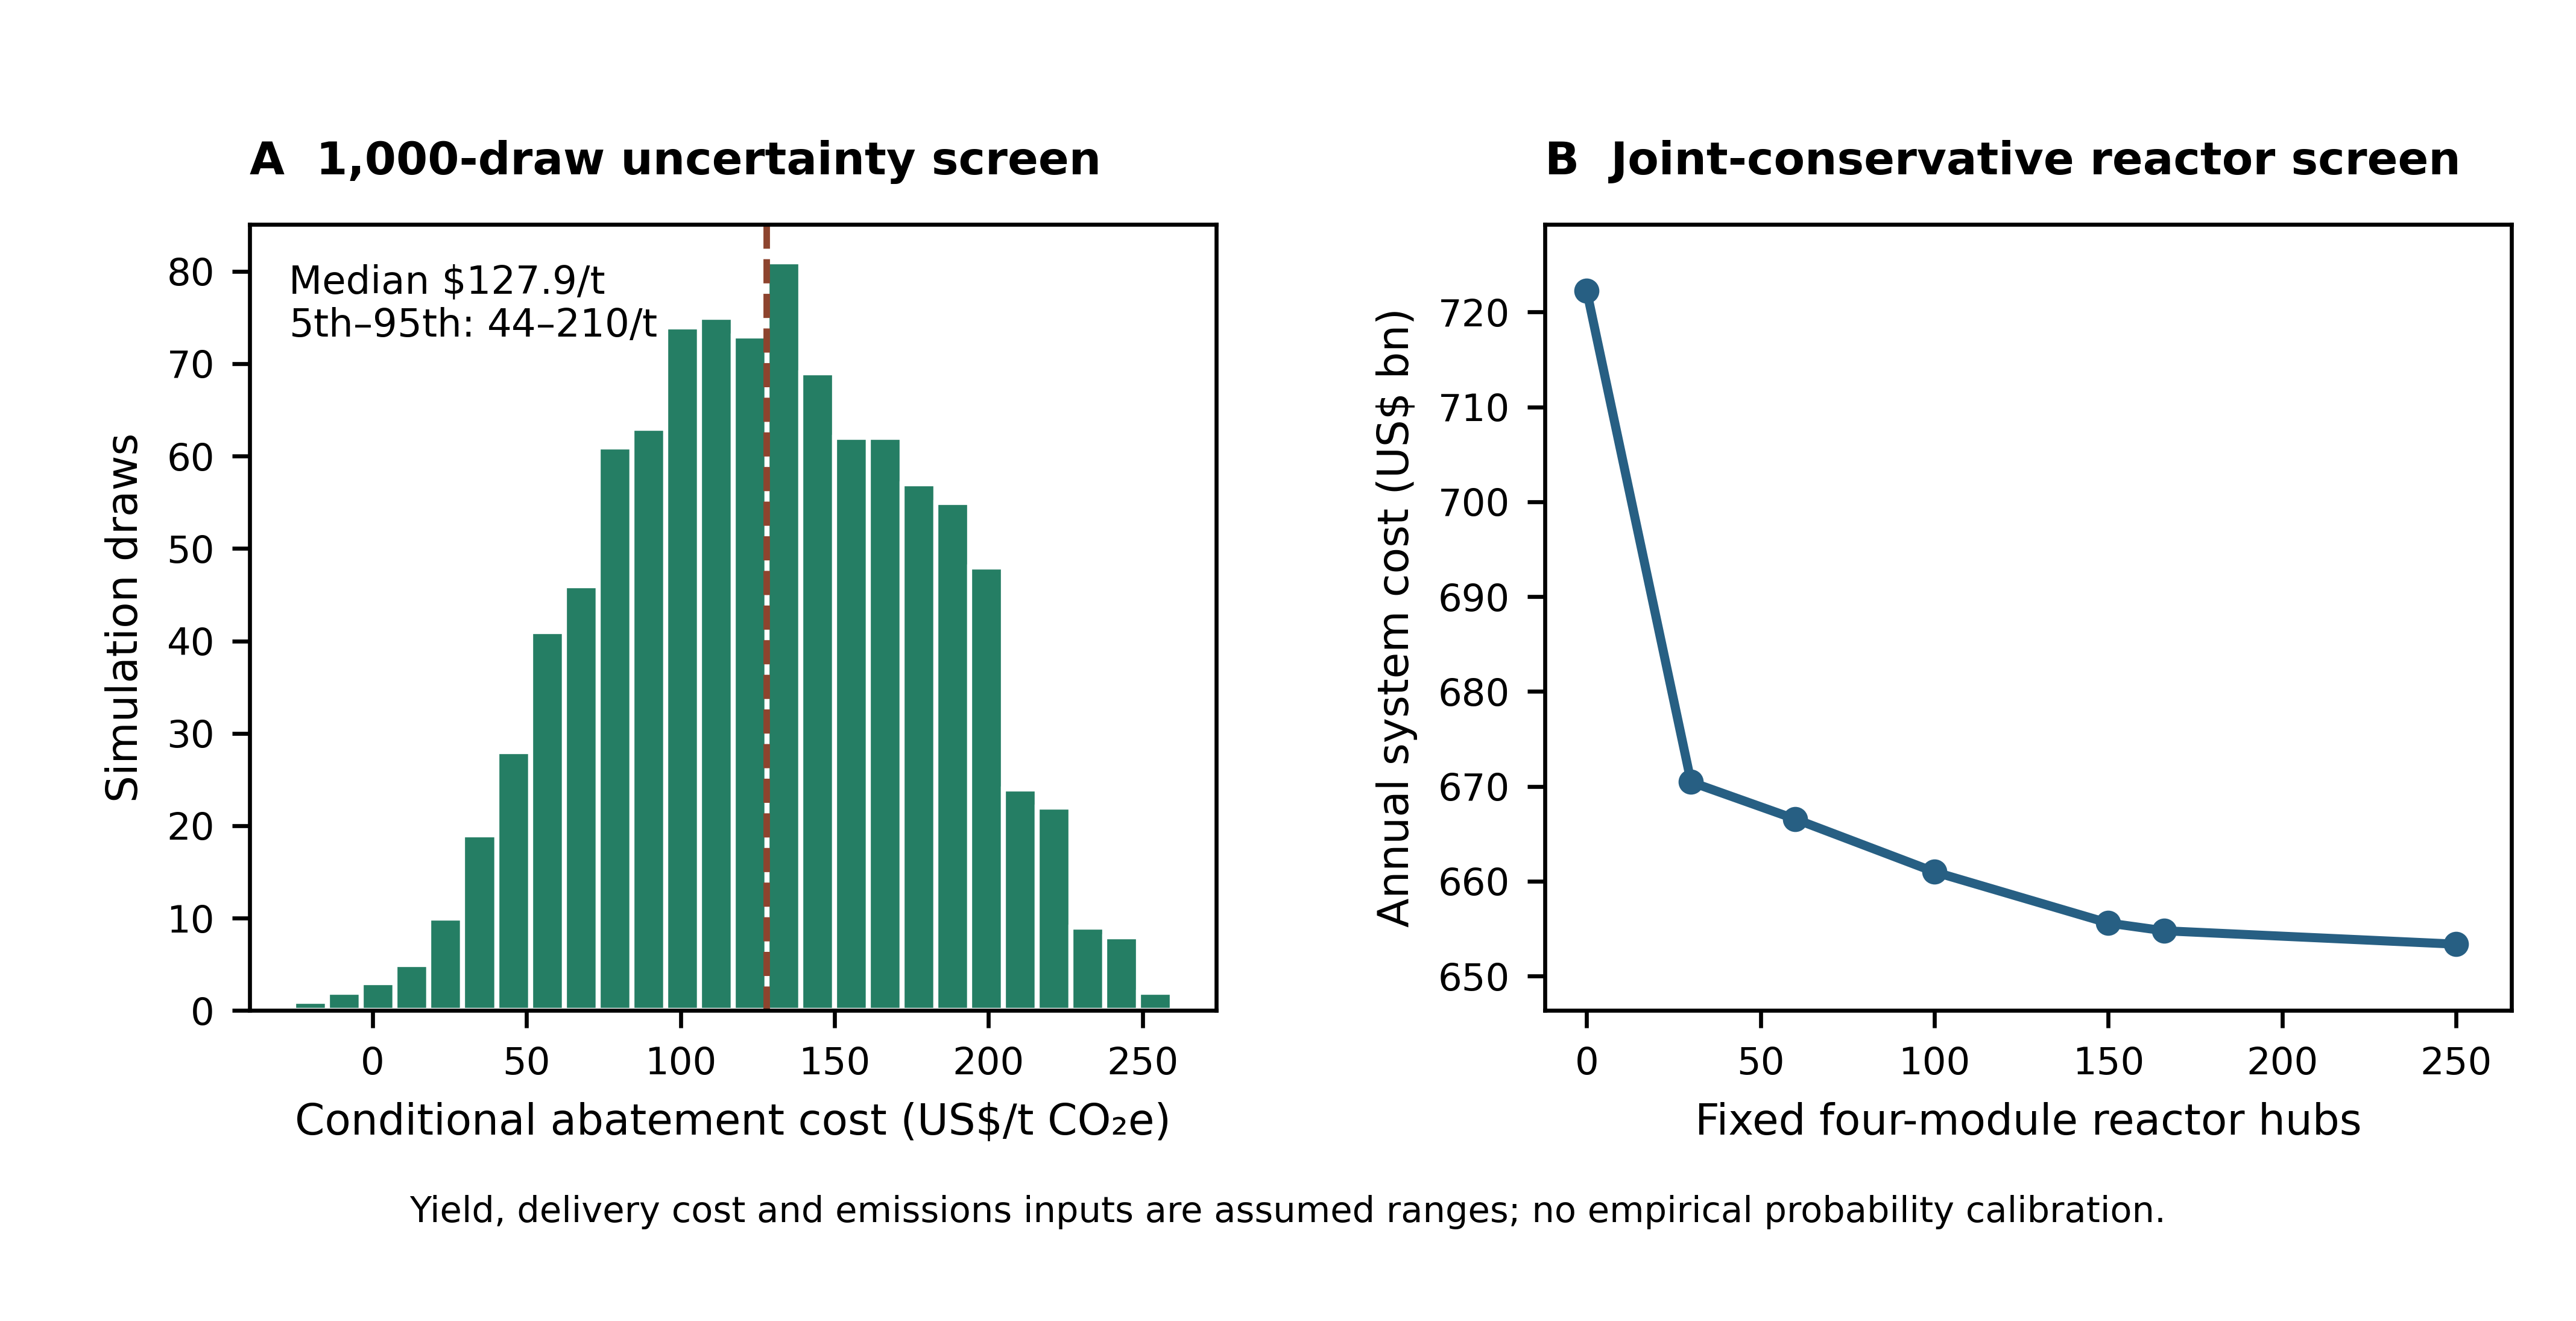 A  1,000-draw uncertainty screen
Median $127.9/t
5th–95th: 44–210/t
80
70
60
50
40
30
20
10
0
Simulation draws
0 50 100 150 200 250
Conditional abatement cost (US$/t CO₂e)
B  Joint-conservative reactor screen
720
710
700
690
680
670
660
650
Annual system cost (US$ bn)
0 50 100 150 200 250
Fixed four-module reactor hubs
Yield, delivery cost and emissions inputs are assumed ranges; no empirical probability calibration.